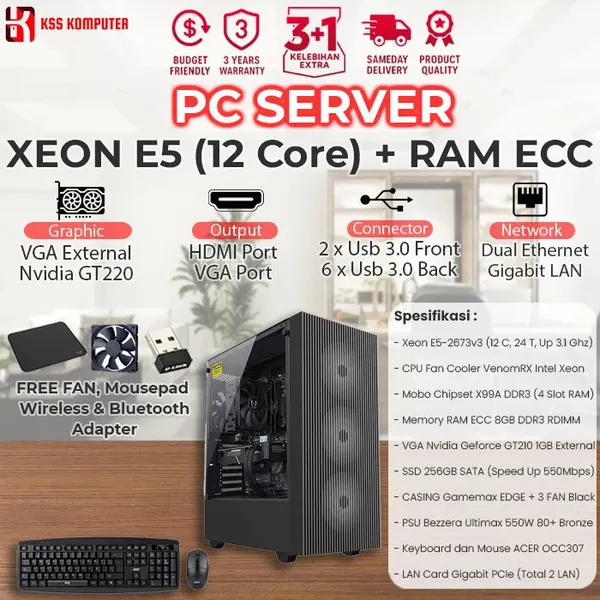 KSS KOMPUTER
$
BUDGET
FRIENDLY
3
3 YEARS
WARRANTY
3+1
KELEBIHAN
EXTRA
SAMEDAY
DELIVERY
PRODUCT
QUALITY
PC SERVER
XEON E5 (12 Core) + RAM ECC
Graphic
VGA External
Nvidia GT220
Output
HDMI Port
VGA Port
Connector
2 x Usb 3.0 Front
6 x Usb 3.0 Back
Network
Dual Ethernet
Gigabit LAN
FREE FAN, Mousepad
Wireless & Bluetooth
Adapter
Spesifikasi :
- Xeon E5-2673v3 (12 C, 24 T, Up 3.1 Ghz)
- CPU Fan Cooler VenomRX Intel Xeon
- Mobo Chipset X99A DDR3 (4 Slot RAM)
- Memory RAM ECC 8GB DDR3 RDIMM
- VGA Nvidia Geforce GT210 1GB External
- SSD 256GB SATA (Speed Up 550Mbps)
- CASING Gamemax EDGE + 3 FAN Black
- PSU Bezzera Ultimax 550W 80+ Bronze
- Keyboard dan Mouse ACER OCC307
- LAN Card Gigabit PCIe (Total 2 LAN)